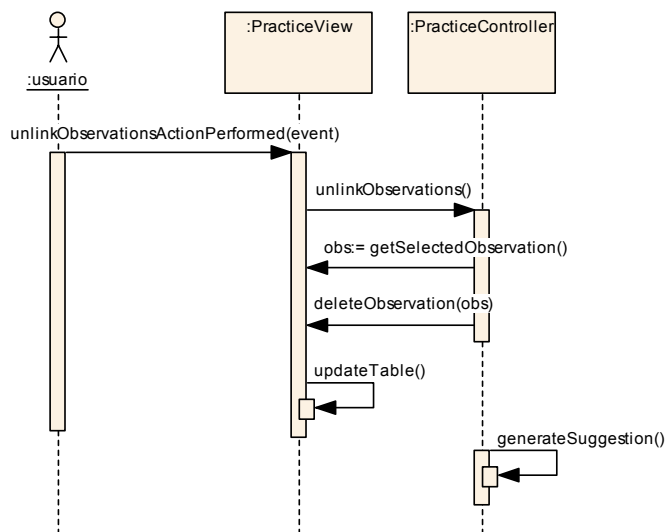 :PracticeView
:PracticeController
:usuario
unlinkObservationsActionPerformed(event)
unlinkObservations()
obs:= getSelectedObservation()
deleteObservation(obs)
updateTable()
generateSuggestion()